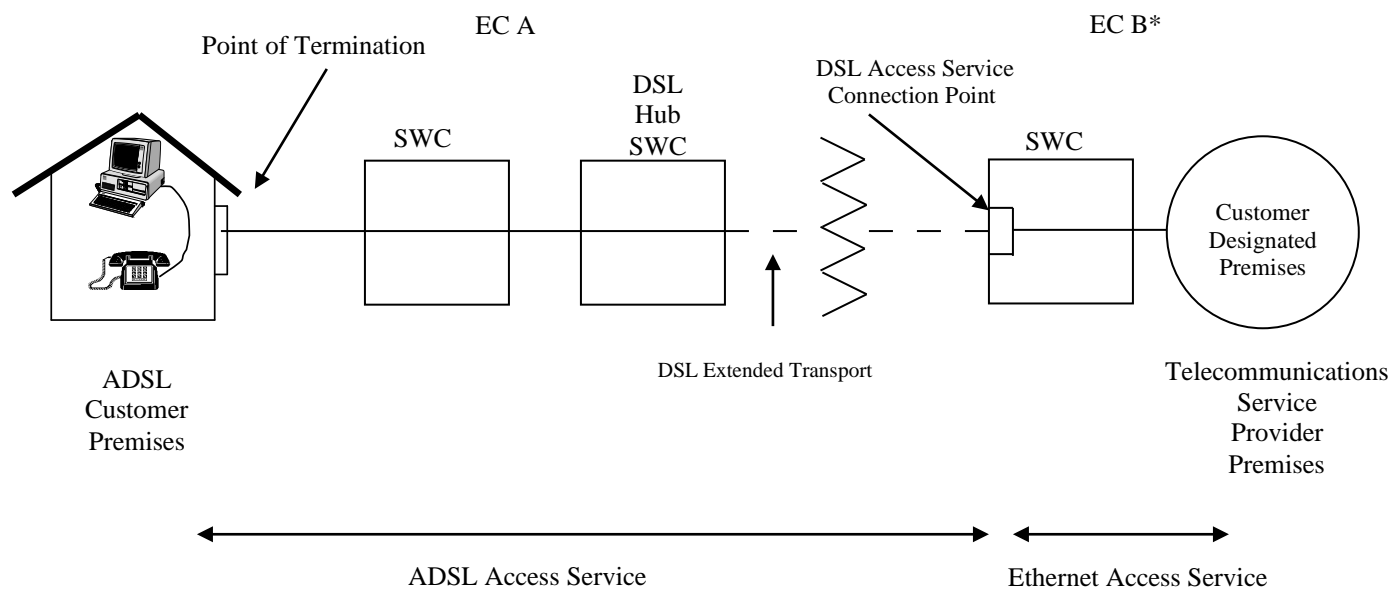 EC A
EC B*
Point of Termination
DSL Access Service
Connection Point
DSL
Hub
SWC
SWC
SWC
Customer
Designated
Premises
DSL Extended Transport
ADSL
Customer
Premises
Telecommunications
Service
Provider
Premises
ADSL Access Service
Ethernet Access Service